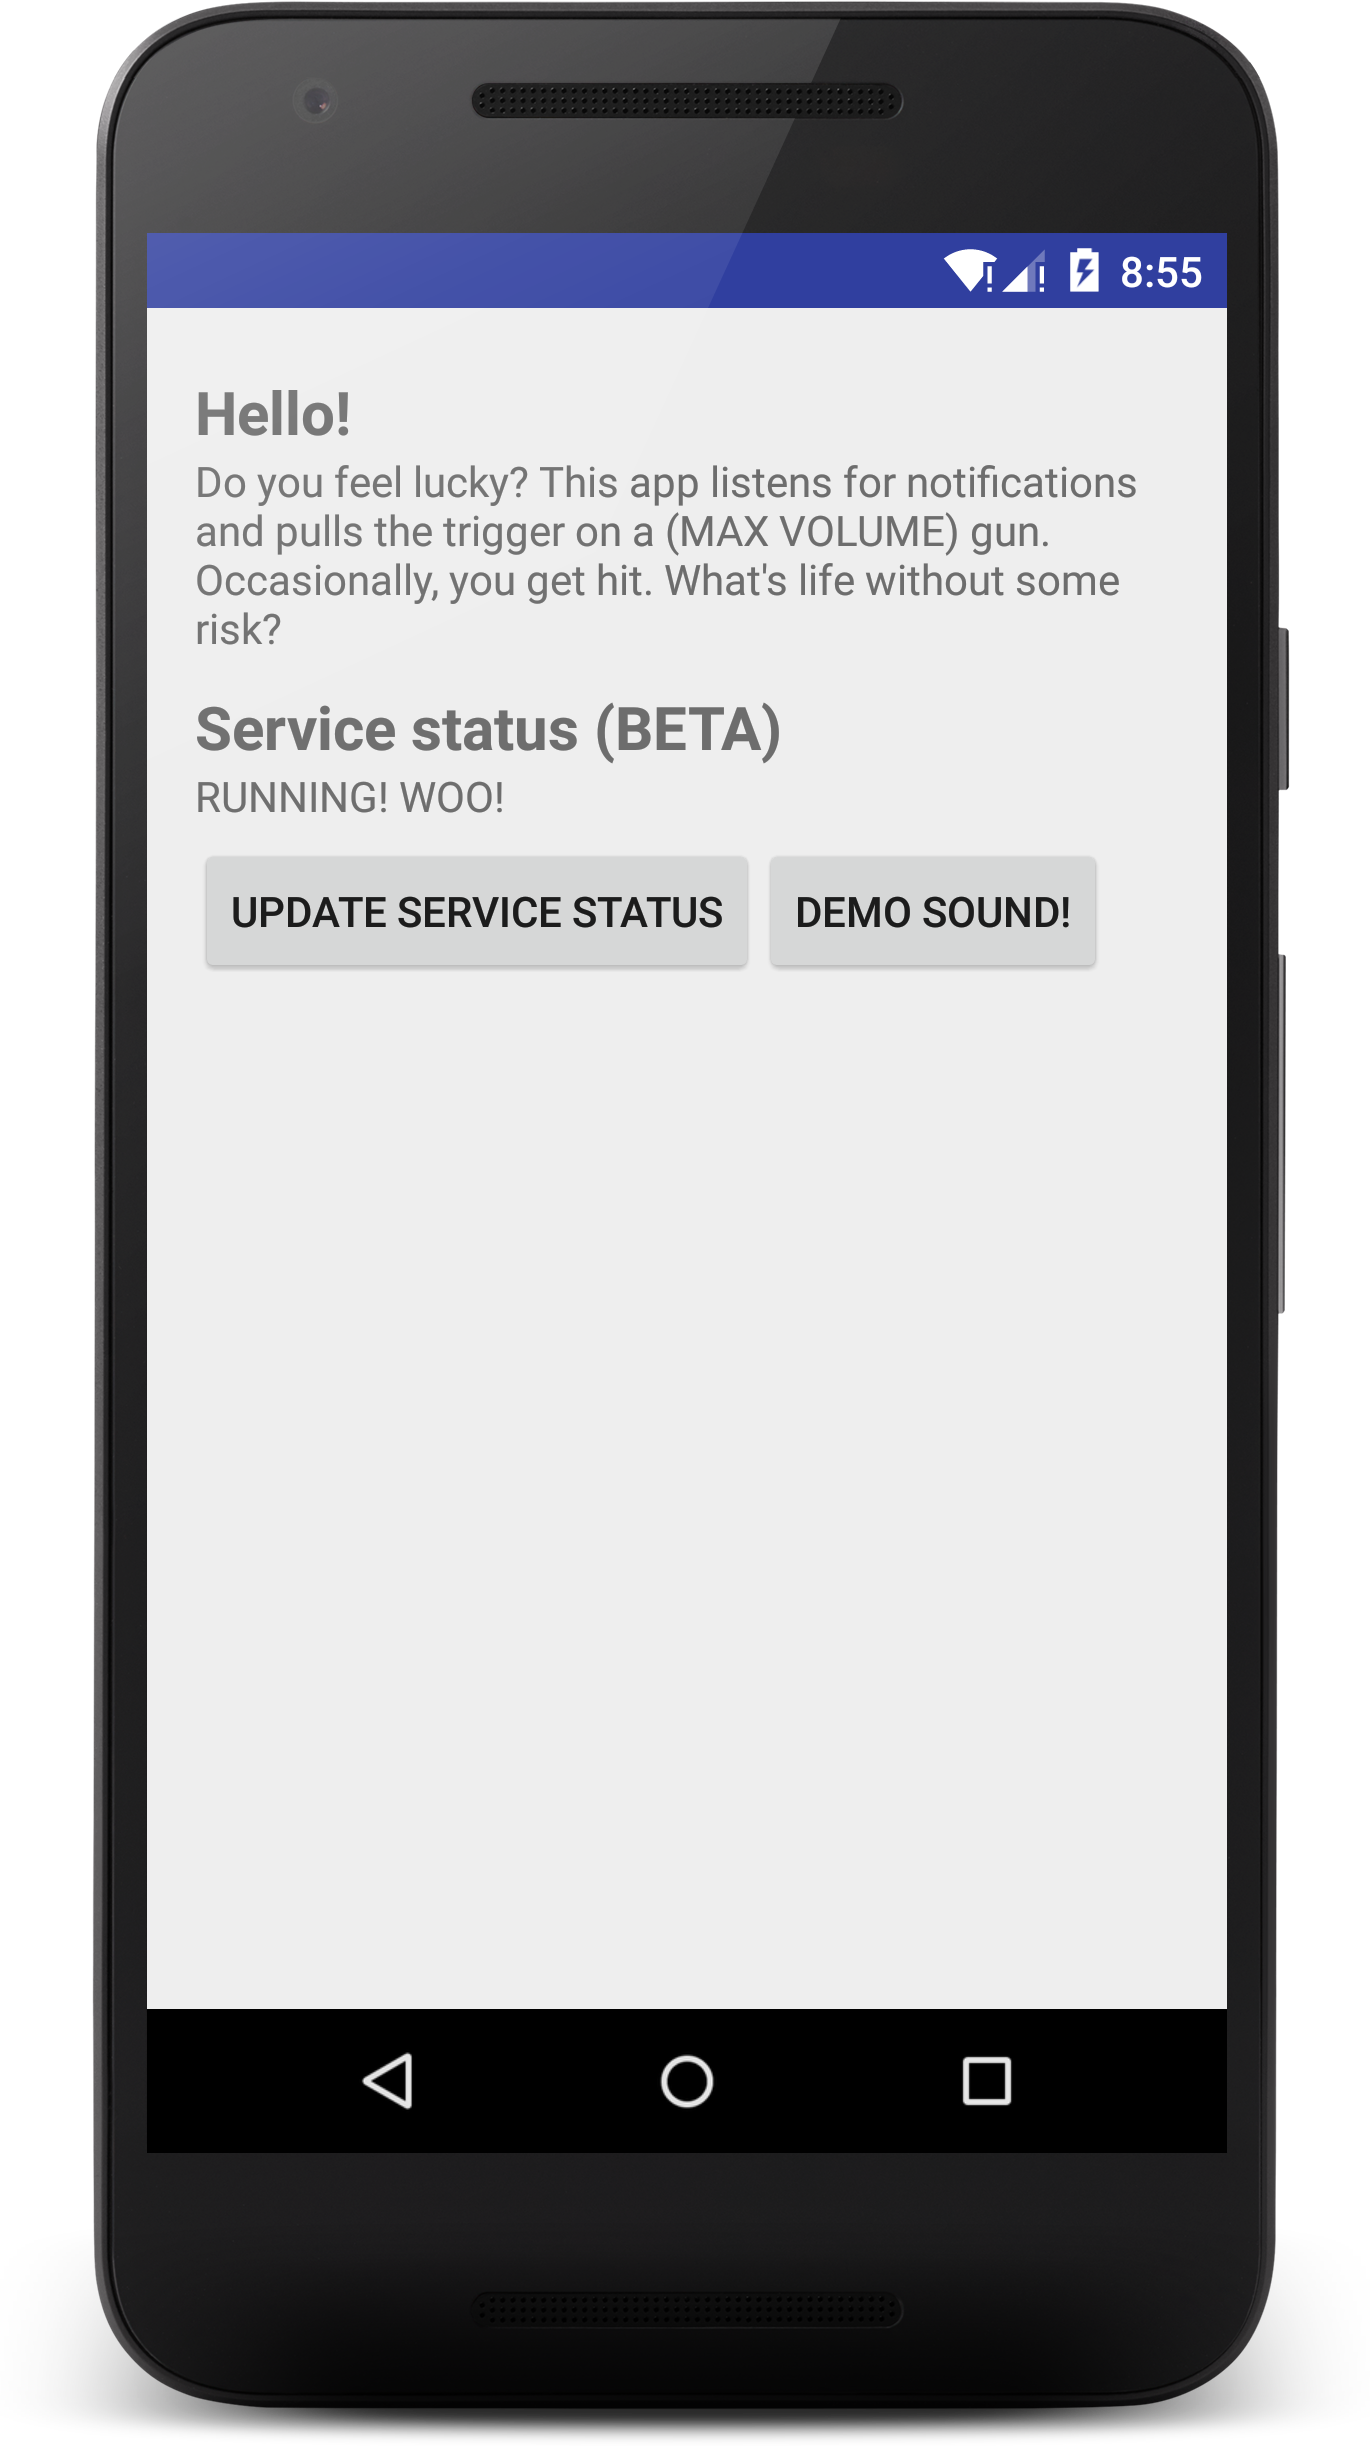 8:55
Hello!
Do you feel lucky? This app listens for notifications
and pulls the trigger on a (MAX VOLUME) gun.
Occasionally, you get hit. What's life without some
risk?
Service status (BETA)
RUNNING! WOO!
UPDATE SERVICE STATUS DEMO SOUND!